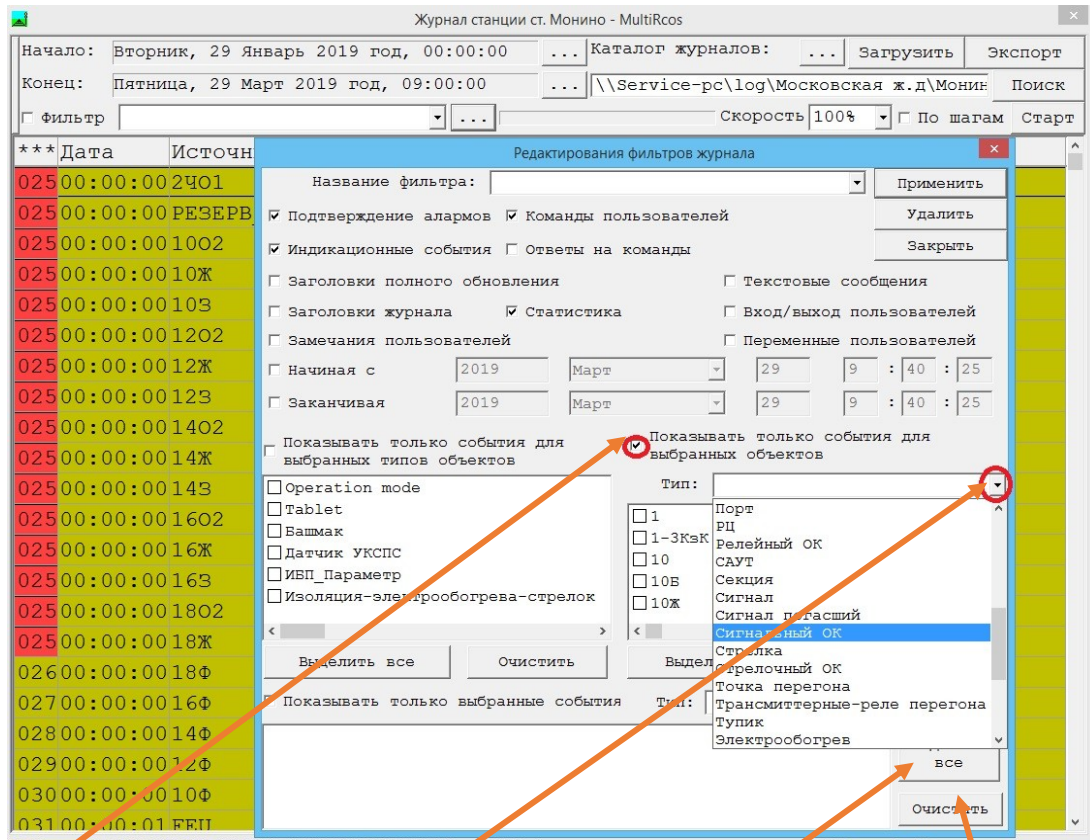 Журнал станции ст. Монино - MultiRcos
Начало: Вторник, 29 Январь 2019 год, 00:00:00 ... Каталог журналов: ... Загрузить Экспорт
Конец: Пятница, 29 Март 2019 год, 09:00:00 ... \\Service-pc\log\Московская ж.д\Монин Поиск
Фильтр ... Скорость 100% По шагам Старт
*** Дата Источн
Редактирования фильтров журнала
025 00:00:00 2ЧО1
025 00:00:00 РЕЗЕРВ
025 00:00:00 10О2
025 00:00:00 10Ж
025 00:00:00 10З
025 00:00:00 12О2
025 00:00:00 12Ж
025 00:00:00 12З
025 00:00:00 14О2
025 00:00:00 14Ж
025 00:00:00 14З
025 00:00:00 16О2
025 00:00:00 16Ж
025 00:00:00 16З
025 00:00:00 18О2
025 00:00:00 18Ж
026 00:00:00 18Ф
027 00:00:00 16Ф
028 00:00:00 14Ф
029 00:00:00 12Ф
030 00:00:00 10Ф
031 00:00:01 FEU
Название фильтра: Применить
Подтверждение алармов Команды пользователей Удалить
Индикационные события Ответы на команды Закрыть
Заголовки полного обновления Текстовые сообщения
Заголовки журнала Статистика Вход/выход пользователей
Замечания пользователей Переменные пользователей
Начиная с 2019 Март 29 9 : 40 : 25
Заканчивая 2019 Март 29 9 : 40 : 25
Показывать только события для выбранных типов объектов
Показывать только события для выбранных объектов
Operation mode
Tablet
Башмак
Датчик УКСПС
ИБП_Параметр
Изоляция-электрообогрева-стрелок
Тип:
1
1-3КзК
10
10В
10Ж
Порт
РЦ
Релейный ОК
САУТ
Секция
Сигнал
Сигнал погасший
Сигнальный ОК
Стрелка
Стрелочный ОК
Точка перегона
Трансмиттерные-реле перегона
Тупик
Электрообогрев
Выделить все Очистить Выдел
Показывать только выбранные события Тип:
все
Очистить